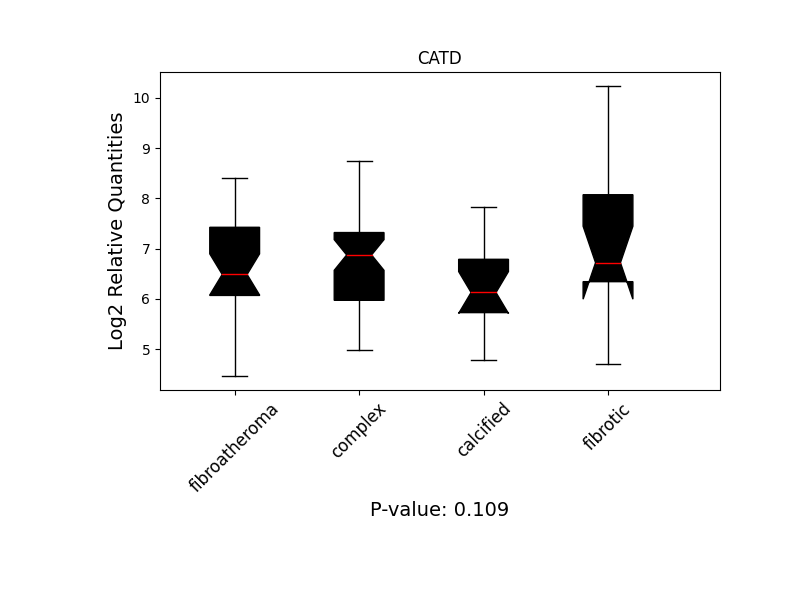 CATD
Log2 Relative Quantities
10
9
8
7
6
5
fibroatheroma
complex
calcified
fibrotic
P-value: 0.109